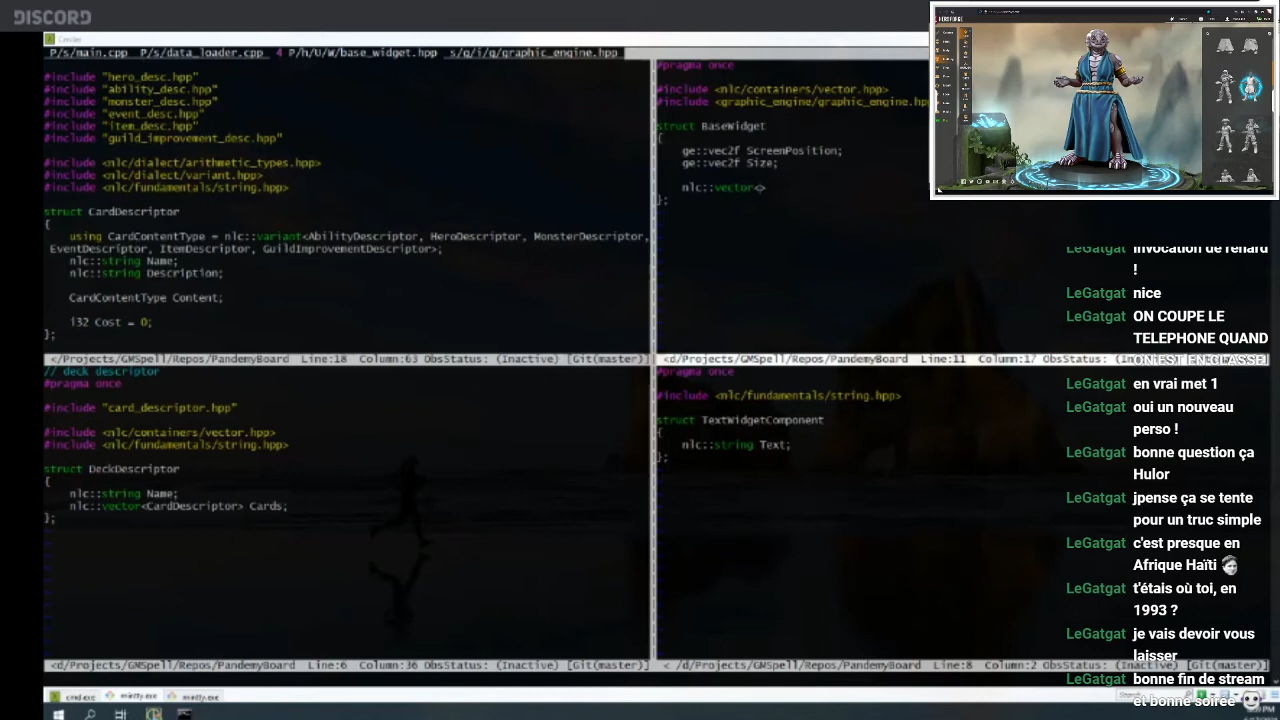 DISCORD
P/s/main.cpp P/s/data_loader.cpp 4 P/h/U/W/base_widget.hpp s/g/i/g/graphic_engine.hpp
#include "hero_desc.hpp"
#include "ability_desc.hpp"
#include "monster_desc.hpp"
#include "event_desc.hpp"
#include "item_desc.hpp"
#include "guild_improvement_desc.hpp"
#include <nlc/dialect/arithmetic_types.hpp>
#include <nlc/dialect/variant.hpp>
#include <nlc/fundamentals/string.hpp>
struct CardDescriptor
{
using CardContentType = nlc::variant<AbilityDescriptor, HeroDescriptor, MonsterDescriptor,
EventDescriptor, ItemDescriptor, GuildImprovementDescriptor>;
nlc::string Name;
nlc::string Description;
CardContentType Content;
i32 Cost = 0;
};
</Projects/GMSpell/Repos/PandemyBoard Line:18 Column:63 ObsStatus: (Inactive) [Git(master)]
// deck descriptor
#pragma once
#include "card_descriptor.hpp"
#include <nlc/containers/vector.hpp>
#include <nlc/fundamentals/string.hpp>
struct DeckDescriptor
{
nlc::string Name;
nlc::vector<CardDescriptor> Cards;
};
<d/Projects/GMSpell/Repos/PandemyBoard Line:6 Column:36 ObsStatus: (Inactive) [Git(master)]
#pragma once
#include <nlc/containers/vector.hpp>
#include <graphic_engine/graphic_engine.hpp
struct BaseWidget
{
ge::vec2f ScreenPosition;
ge::vec2f Size;
nlc::vector<>
};
<d/Projects/GMSpell/Repos/PandemyBoard Line:11 Column:17 ObsStatus:
#pragma once
#include <nlc/fundamentals/string.hpp>
struct TextWidgetComponent
{
nlc::string Text;
};
< /d/Projects/GMSpell/Repos/PandemyBoard Line:8 Column:2 ObsStatus: (Inactive) [Git(master)]
HEROFORGE
LeGatgat invocation de renard
!
LeGatgat nice
LeGatgat ON COUPE LE
TELEPHONE QUAND
ON EST EN CLASSE
LeGatgat en vrai met 1
LeGatgat oui un nouveau
perso !
LeGatgat bonne question ça
Hulor
LeGatgat jpense ça se tente
pour un truc simple
LeGatgat c'est presque en
Afrique Haïti
LeGatgat t'étais où toi, en
1993 ?
LeGatgat je vais devoir vous
laisser
LeGatgat bonne fin de stream
et bonne soirée
cmd.exe mintty.exe mintty.exe